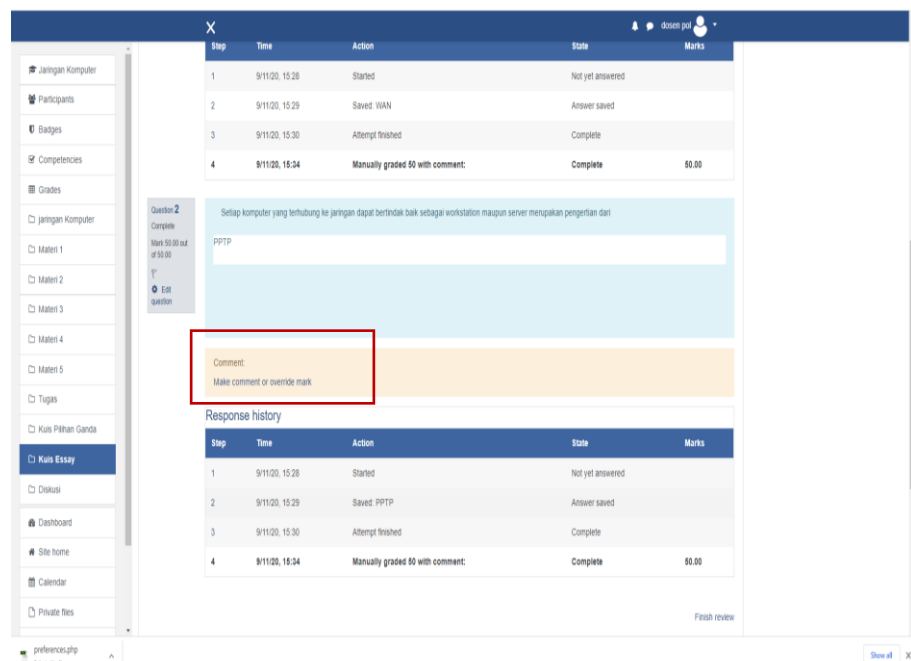 X
dosen pol
Step Time Action State Marks
1 9/11/20, 15:28 Started Not yet answered
2 9/11/20, 15:29 Saved: WAN Answer saved
3 9/11/20, 15:30 Attempt finished Complete
4 9/11/20, 15:34 Manually graded 50 with comment: Complete 50.00
Jaringan Komputer
Participants
Badges
Competencies
Grades
jaringan Komputer
Materi 1
Materi 2
Materi 3
Materi 4
Materi 5
Tugas
Kuis Pilihan Ganda
Kuis Essay
Diskusi
Dashboard
Site home
Calendar
Private files
Question 2
Complete
Mark 50.00 out
of 50.00
Edit
question
Setiap komputer yang terhubung ke jaringan dapat bertindak baik sebagai workstation maupun server merupakan pengertian dari
PPTP
Comment:
Make comment or override mark
Response history
Step Time Action State Marks
1 9/11/20, 15:28 Started Not yet answered
2 9/11/20, 15:29 Saved: PPTP Answer saved
3 9/11/20, 15:30 Attempt finished Complete
4 9/11/20, 15:34 Manually graded 50 with comment: Complete 50.00
Finish review
preferences.php
Show all X